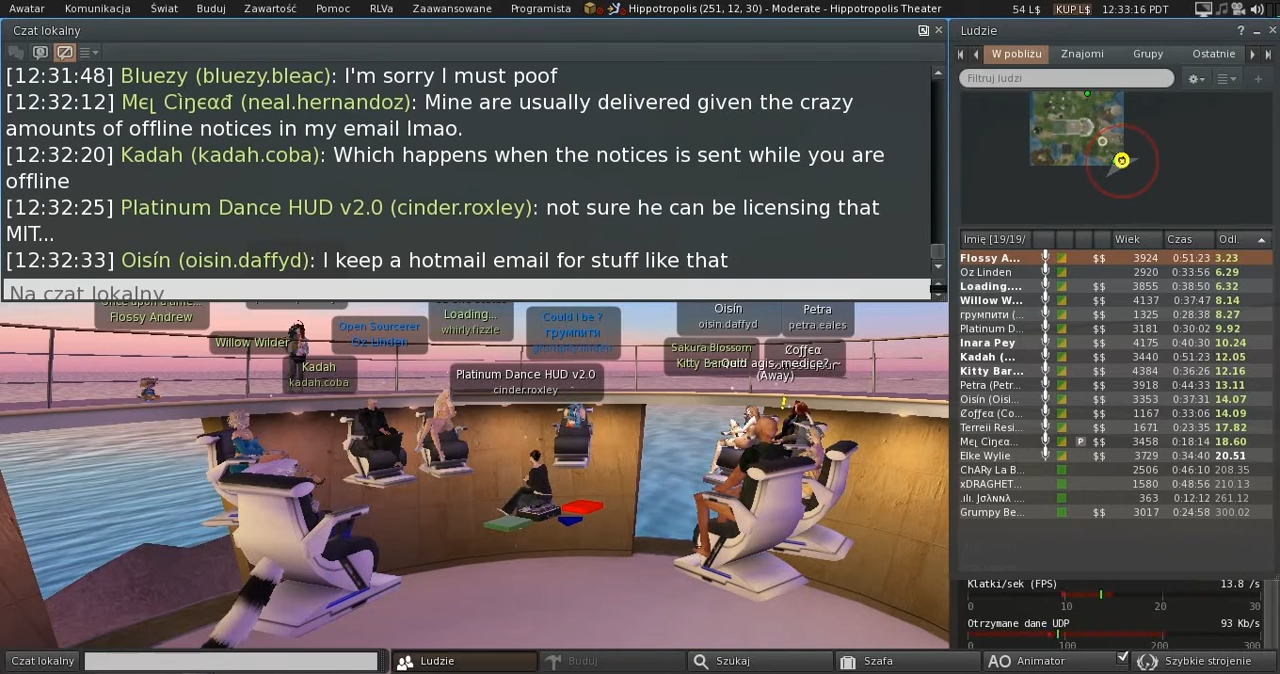 Awatar Komunikacja Świat Buduj Zawartość Pomoc RLVa Zaawansowane Programista Hippotropolis (251, 12, 30) - Moderate - Hippotropolis Theater 54 L$ KUP L$ 12:33:16 PDT
Czat lokalny
[12:31:48] Bluezy (bluezy.bleac): I'm sorry I must poof
[12:32:12] Mєɭ Cìŋєαđ (neal.hernandoz): Mine are usually delivered given the crazy
amounts of offline notices in my email lmao.
[12:32:20] Kadah (kadah.coba): Which happens when the notices is sent while you are
offline
[12:32:25] Platinum Dance HUD v2.0 (cinder.roxley): not sure he can be licensing that
MIT...
[12:32:33] Oisín (oisin.daffyd): I keep a hotmail email for stuff like that
Na czat lokalny
Flossy Andrew
Willow Wilder
Open Sourcerer
Oz Linden
Loading...
whirly.fizzle
Could I be ?
грумпити
Oisín
oisin.daffyd
Petra
petra.eales
Sakura Blossom
Quid agis, medice?
(Away)
Kadah
kadah.coba
Platinum Dance HUD v2.0
cinder.roxley
Ludzie
? _ ×
W pobliżu Znajomi Grupy Ostatnie
Filtruj ludzi
Imię [19/19/ Wiek Czas Odl.
Flossy A... $$ 3924 0:51:23 3.23
Oz Linden 2920 0:33:56 6.29
Loading.... $$ 3855 0:38:50 6.32
Willow W... $$ 4137 0:37:47 8.14
грумпити (... $$ 1325 0:28:38 8.27
Platinum D... $$ 3181 0:30:02 9.92
Inara Pey $$ 4175 0:40:30 10.24
Kadah (... $$ 3440 0:51:23 12.05
Kitty Bar... $$ 4384 0:36:26 12.16
Petra (Petr... $$ 3918 0:44:33 13.11
Oisín (Oisi... $$ 3353 0:37:31 14.07
Ȼoffєα (Co... $$ 1167 0:33:06 14.09
Terreii Resi... $$ 1671 0:23:35 17.82
Mєɭ Cìŋєα... P $$ 3458 0:18:14 18.60
Elke Wylie $$ 3729 0:34:40 20.51
ChARy La B... 2506 0:46:10 208.35
xDRAGHET... 1580 0:48:56 210.13
363 0:12:12 261.12
Grumpy Be... $$ 3017 0:24:58 300.02
Klatki/sek (FPS) 13.8 /s
0 10 20 30
Otrzymane dane UDP 93 Kb/s
0 100 200 300
Czat lokalny Ludzie Buduj Szukaj Szafa AO Animator Szybkie strojenie